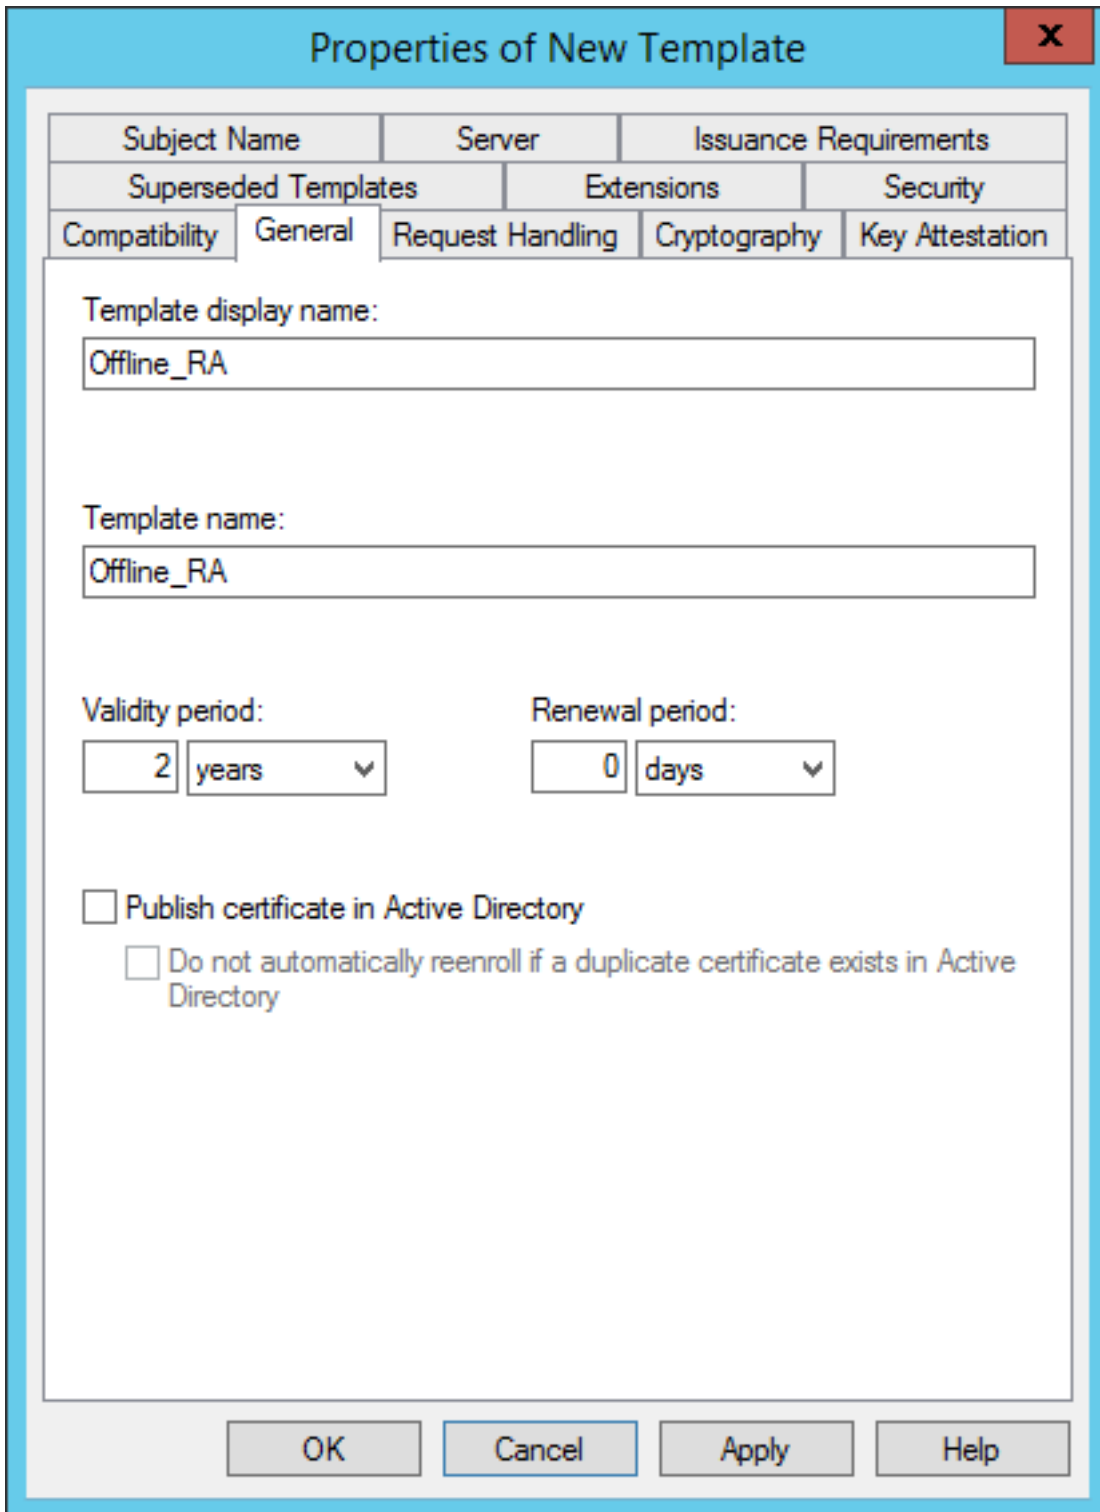 Properties of New Template
x
Subject Name Server Issuance Requirements
Superseded Templates Extensions Security
Compatibility General Request Handling Cryptography Key Attestation
Template display name:
Offline_RA
Template name:
Offline_RA
Validity period: Renewal period:
2 years 0 days
Publish certificate in Active Directory
Do not automatically reenroll if a duplicate certificate exists in Active
Directory
OK Cancel Apply Help